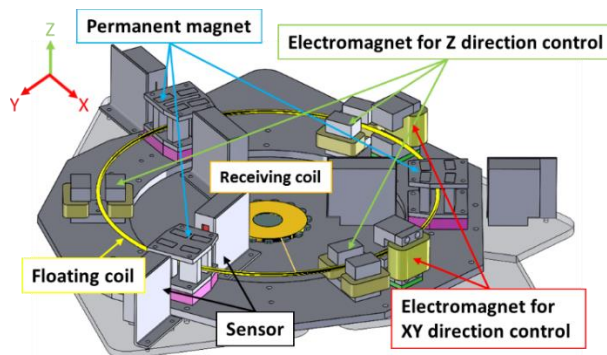 Permanent magnet
Electromagnet for Z direction control
Z
Y
X
Receiving coil
Floating coil
Sensor
Electromagnet for
XY direction control